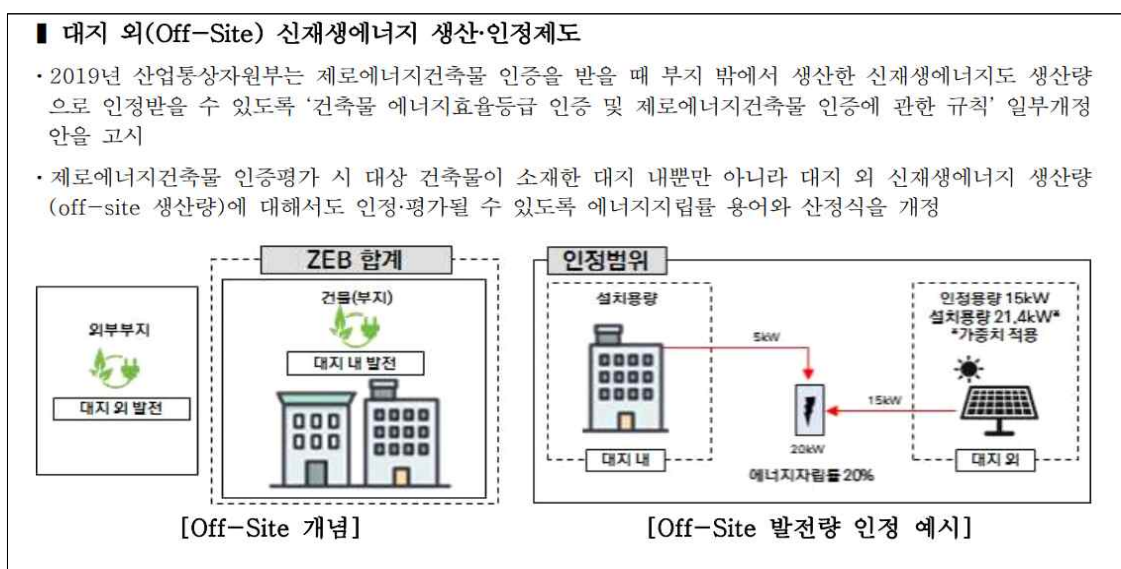 ▌ 대지 외(Off-Site) 신재생에너지 생산·인정제도
· 2019년 산업통상자원부는 제로에너지건축물 인증을 받을 때 부지 밖에서 생산한 신재생에너지도 생산량
으로 인정받을 수 있도록 ‘건축물 에너지효율등급 인증 및 제로에너지건축물 인증에 관한 규칙’ 일부개정
안을 고시
· 제로에너지건축물 인증평가 시 대상 건축물이 소재한 대지 내뿐만 아니라 대지 외 신재생에너지 생산량
(off-site 생산량)에 대해서도 인정·평가될 수 있도록 에너지자립률 용어와 산정식을 개정
ZEB 합계
건물(부지)
대지 내 발전
외부부지
대지 외 발전
[Off-Site 개념]
인정범위
설치용량
대지 내
5kW
20kW
15kW
에너지자립률 20%
인정용량 15kW
설치용량 21.4kW*
*가중치 적용
대지 외
[Off-Site 발전량 인정 예시]